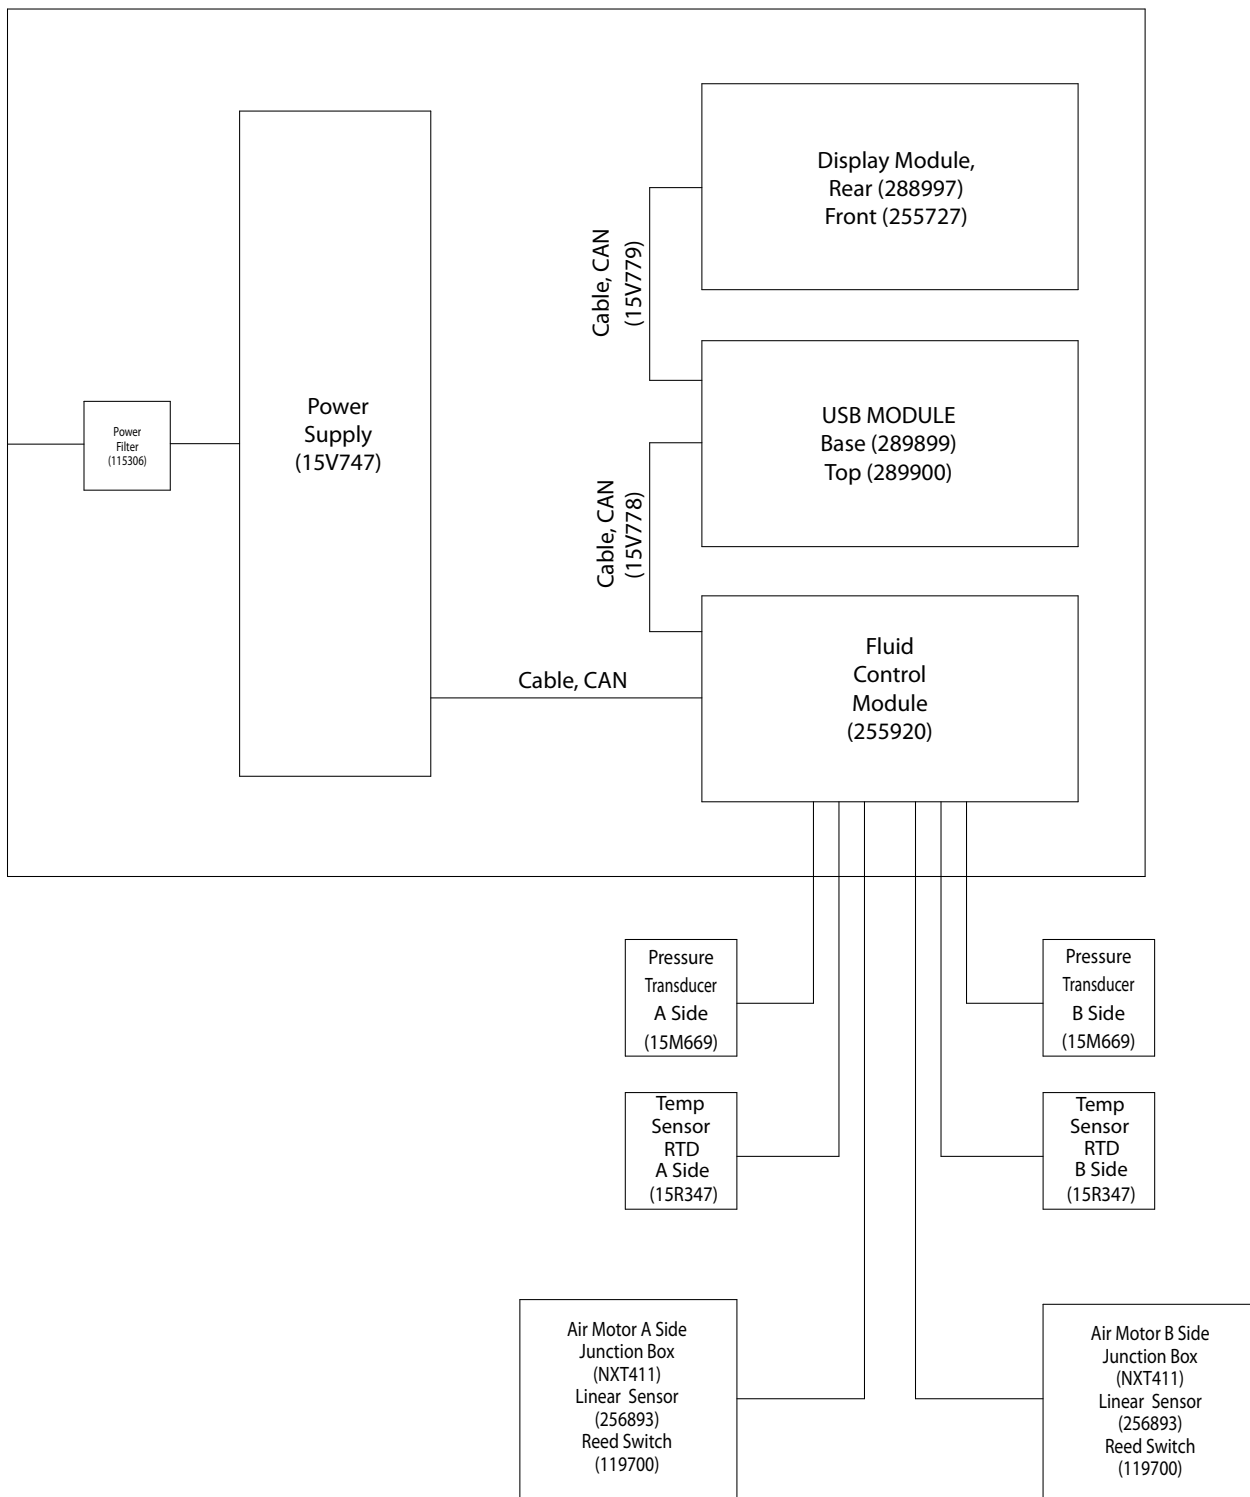 Display Module,
Rear (288997)
Front (255727)
Cable, CAN
(15V779)
Power
Filter
(115306)
Power
Supply
(15V747)
USB MODULE
Base (289899)
Top (289900)
Cable, CAN
(15V778)
Fluid
Control
Module
(255920)
Cable, CAN
Pressure
Transducer
A Side
(15M669)
Pressure
Transducer
B Side
(15M669)
Temp
Sensor
RTD
A Side
(15R347)
Temp
Sensor
RTD
B Side
(15R347)
Air Motor A Side
Junction Box
(NXT411)
Linear Sensor
(256893)
Reed Switch
(119700)
Air Motor B Side
Junction Box
(NXT411)
Linear Sensor
(256893)
Reed Switch
(119700)